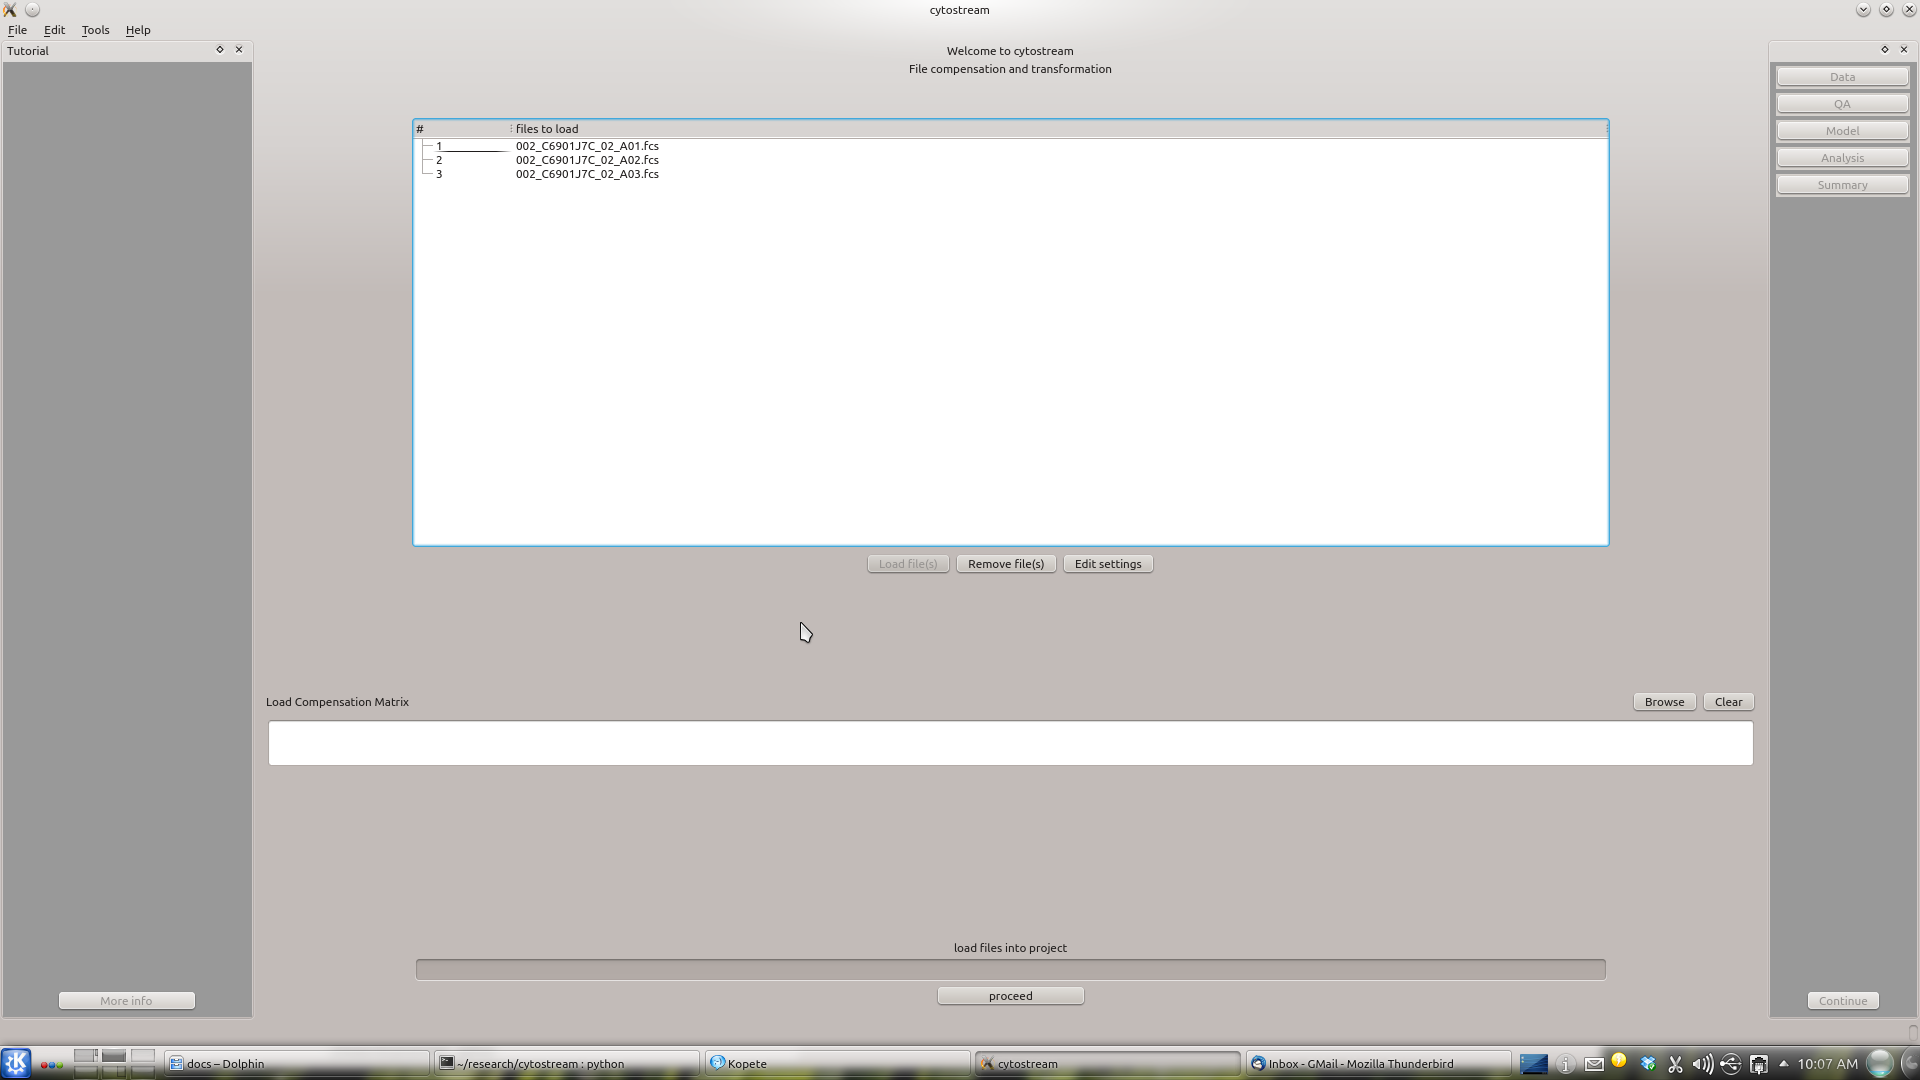 cytostream
File Edit Tools Help
Tutorial
Welcome to cytostream
File compensation and transformation
# files to load
1 002_C6901J7C_02_A01.fcs
2 002_C6901J7C_02_A02.fcs
3 002_C6901J7C_02_A03.fcs
Load file(s) Remove file(s) Edit settings
Load Compensation Matrix
Browse Clear
load files into project
proceed
More info
Data
QA
Model
Analysis
Summary
Continue
docs – Dolphin ~/research/cytostream : python Kopete cytostream Inbox - GMail - Mozilla Thunderbird 10:07 AM